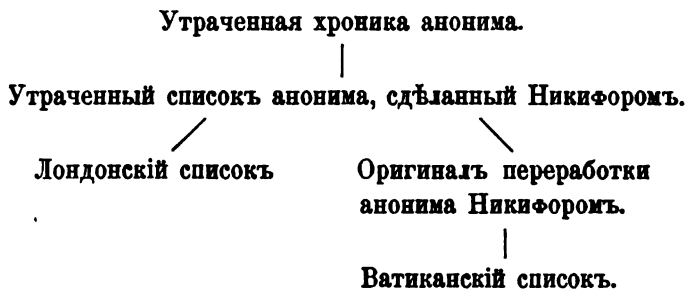 Утраченная хроника анонима.
Утраченный списокъ анонима, сдѣланный Никифоромъ.
Лондонскій списокъ
Оригиналъ переработки
анонима Никифоромъ.
Ватиканскій списокъ.